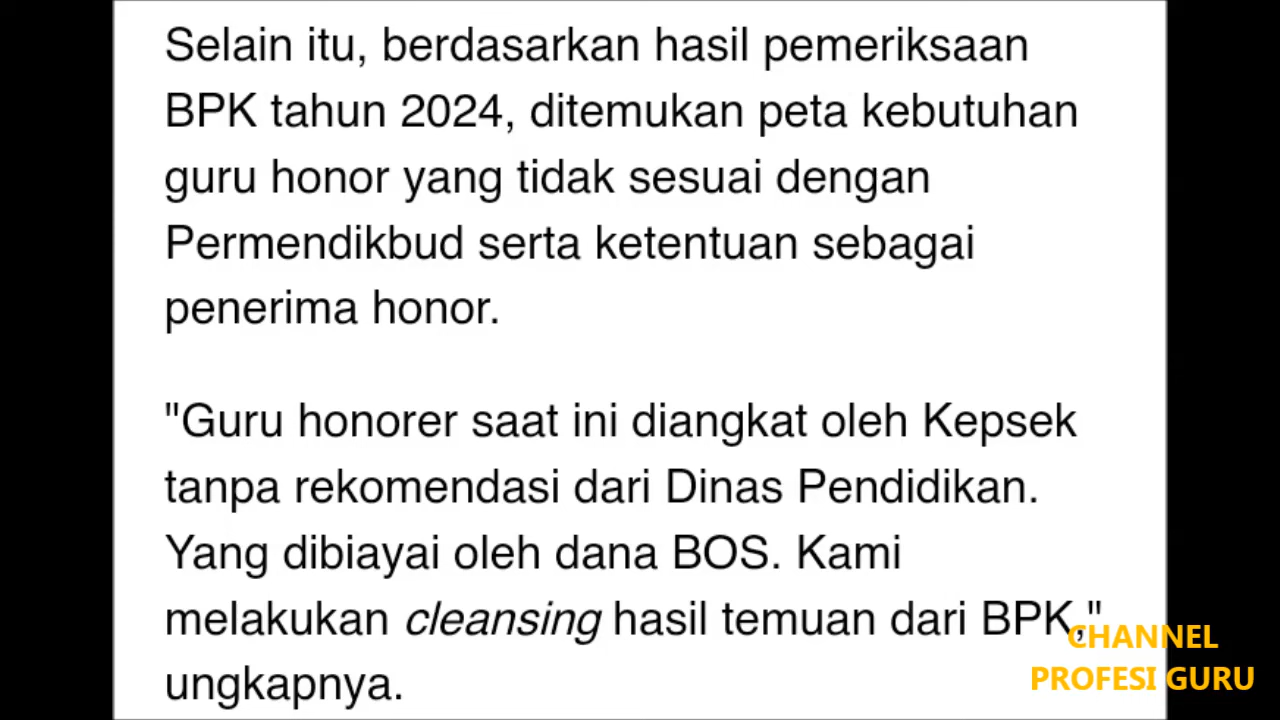 Selain itu, berdasarkan hasil pemeriksaan
BPK tahun 2024, ditemukan peta kebutuhan
guru honor yang tidak sesuai dengan
Permendikbud serta ketentuan sebagai
penerima honor.
"Guru honorer saat ini diangkat oleh Kepsek
tanpa rekomendasi dari Dinas Pendidikan.
Yang dibiayai oleh dana BOS. Kami
melakukan cleansing hasil temuan dari BPK,"
ungkapnya.
CHANNEL
PROFESI GURU